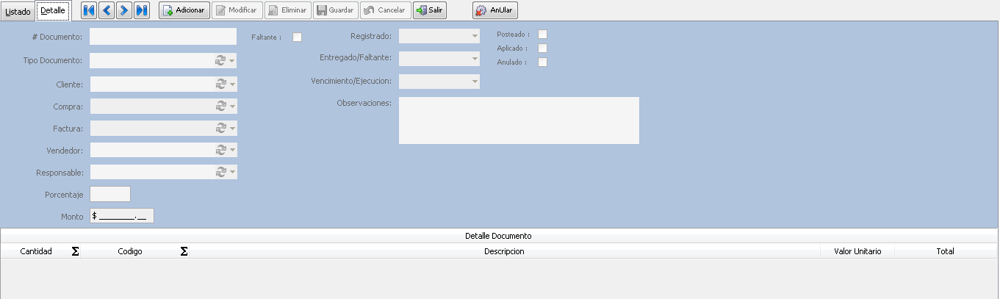 Listado Detalle Adicionar Modificar Eliminar Guardar Cancelar Salir AnUlar
# Documento: Faltante : Registrado: Posteado :
Aplicado :
Tipo Documento: Entregado/Faltante:
Anulado :
Cliente: Vencimiento/Ejecucion:
Compra: Observaciones:
Factura:
Vendedor:
Responsable:
Porcentaje
Monto $ ________.__
Detalle Documento
Cantidad Σ Codigo Σ Descripcion Valor Unitario Total